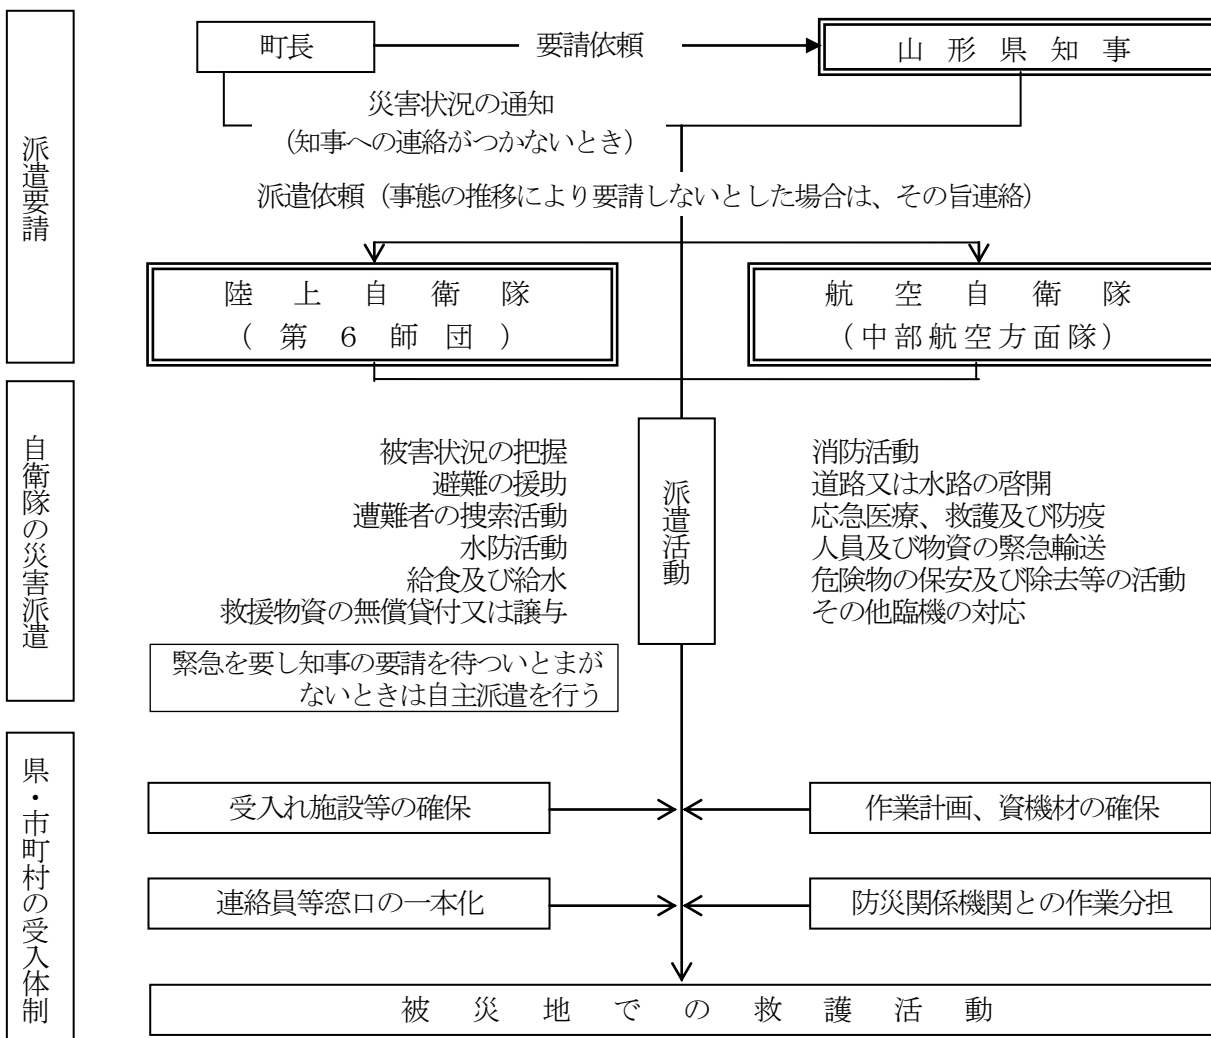 派遣要請
町長
要請依頼
山形県知事
災害状況の通知
（知事への連絡がつかないとき）
派遣依頼（事態の推移により要請しないとした場合は、その旨連絡）
陸上自衛隊
（第６師団）
航空自衛隊
（中部航空方面隊）
自衛隊の災害派遣
被害状況の把握
避難の援助
遭難者の捜索活動
水防活動
給食及び給水
救援物資の無償貸付又は譲与
派遣活動
消防活動
道路又は水路の啓開
応急医療、救護及び防疫
人員及び物資の緊急輸送
危険物の保安及び除去等の活動
その他臨機の対応
緊急を要し知事の要請を待ついとまが
ないときは自主派遣を行う
県・市町村の受入体制
受入れ施設等の確保
作業計画、資機材の確保
連絡員等窓口の一本化
防災関係機関との作業分担
被災地での救護活動